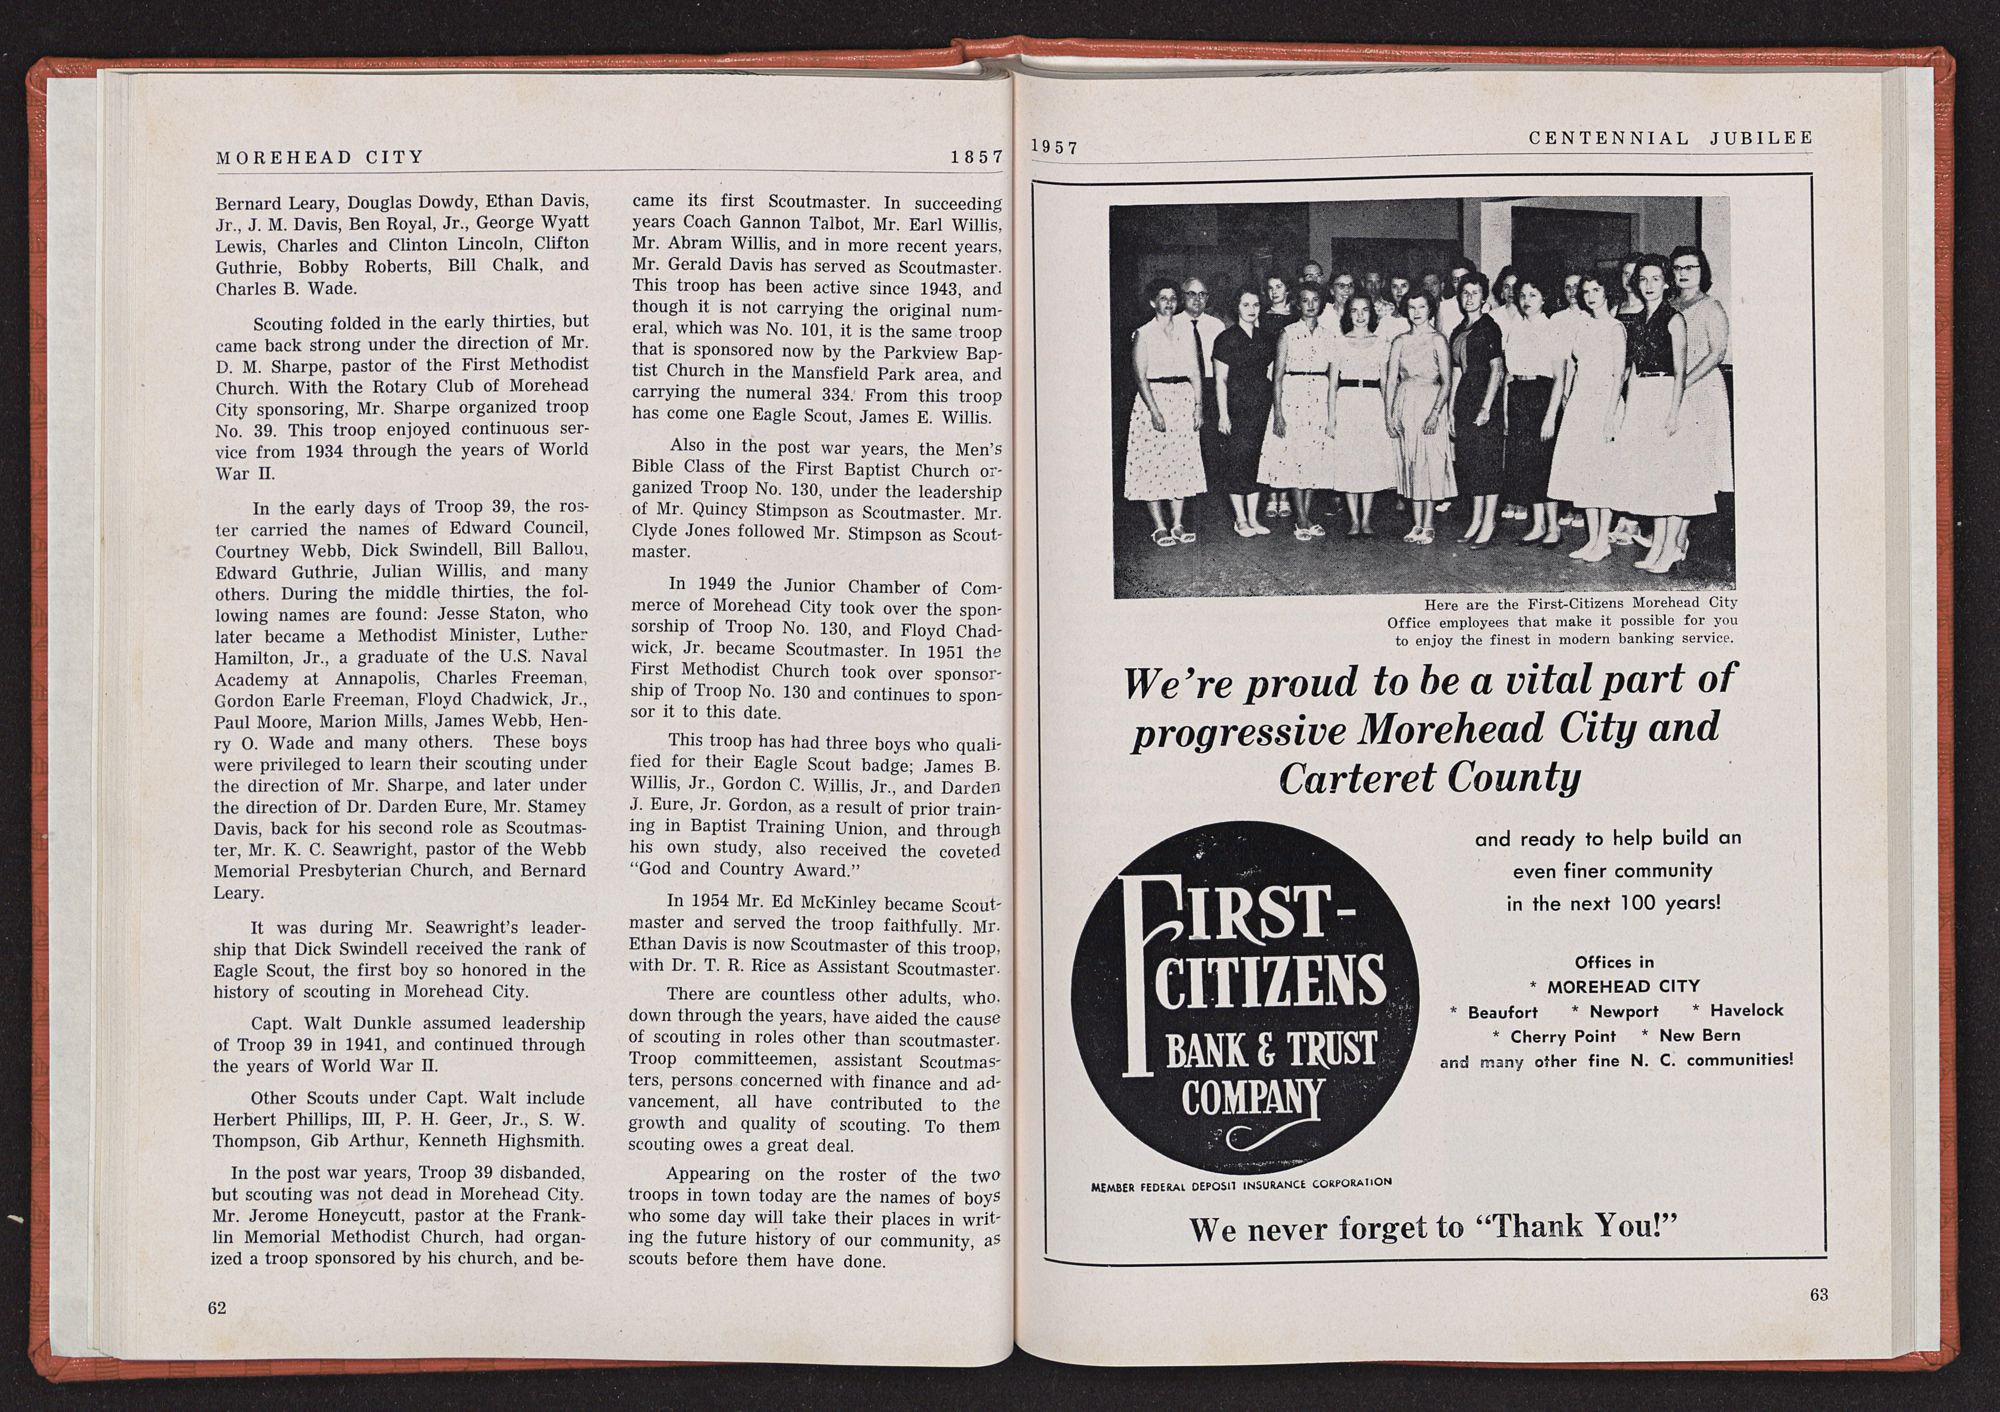 MOREHEAD CITY 1857
Bernard Leary, Douglas Dowdy, Ethan Davis,
Jr., J. M. Davis, Ben Royal, Jr., George Wyatt
Lewis, Charles and Clinton Lincoln, Clifton
Guthrie, Bobby Roberts, Bill Chalk, and
Charles B. Wade.
Scouting folded in the early thirties, but
came back strong under the direction of Mr.
D. M. Sharpe, pastor of the First Methodist
Church. With the Rotary Club of Morehead
City sponsoring, Mr. Sharpe organized troop
No. 39. This troop enjoyed continuous ser-
vice from 1934 through the years of World
War II.
In the early days of Troop 39, the ros-
ter carried the names of Edward Council,
Courtney Webb, Dick Swindell, Bill Ballou,
Edward Guthrie, Julian Willis, and many
others. During the middle thirties, the fol-
lowing names are found: Jesse Staton, who
later became a Methodist Minister, Luther
Hamilton, Jr., a graduate of the U.S. Naval
Academy at Annapolis, Charles Freeman,
Gordon Earle Freeman, Floyd Chadwick, Jr.,
Paul Moore, Marion Mills, James Webb, Hen-
ry O. Wade and many others. These boys
were privileged to learn their scouting under
the direction of Mr. Sharpe, and later under
the direction of Dr. Darden Eure, Mr. Stamey
Davis, back for his second role as Scoutmas-
ter, Mr. K. C. Seawright, pastor of the Webb
Memorial Presbyterian Church, and Bernard
Leary.
It was during Mr. Seawright's leader-
ship that Dick Swindell received the rank of
Eagle Scout, the first boy so honored in the
history of scouting in Morehead City.
Capt. Walt Dunkle assumed leadership
of Troop 39 in 1941, and continued through
the years of World War II.
Other Scouts under Capt. Walt include
Herbert Phillips, III, P. H. Geer, Jr., S. W.
Thompson, Gib Arthur, Kenneth Highsmith.
In the post war years, Troop 39 disbanded,
but scouting was not dead in Morehead City.
Mr. Jerome Honeycutt, pastor at the Frank-
lin Memorial Methodist Church, had organ-
ized a troop sponsored by his church, and be-
came its first Scoutmaster. In succeeding
years Coach Gannon Talbot, Mr. Earl Willis,
Mr. Abram Willis, and in more recent years,
Mr. Gerald Davis has served as Scoutmaster.
This troop has been active since 1943, and
though it is not carrying the original num-
eral, which was No. 101, it is the same troop
that is sponsored now by the Parkview Bap-
tist Church in the Mansfield Park area, and
carrying the numeral 334. From this troop
has come one Eagle Scout, James E. Willis.
Also in the post war years, the Men's
Bible Class of the First Baptist Church or-
ganized Troop No. 130, under the leadership
of Mr. Quincy Stimpson as Scoutmaster. Mr.
Clyde Jones followed Mr. Stimpson as Scout-
master.
In 1949 the Junior Chamber of Com-
merce of Morehead City took over the spon-
sorship of Troop No. 130, and Floyd Chad-
wick, Jr. became Scoutmaster. In 1951 the
First Methodist Church took over sponsor-
ship of Troop No. 130 and continues to spon-
sor it to this date.
This troop has had three boys who quali-
fied for their Eagle Scout badge; James B.
Willis, Jr., Gordon C. Willis, Jr., and Darden
J. Eure, Jr. Gordon, as a result of prior train-
ing in Baptist Training Union, and through
his own study, also received the coveted
"God and Country Award."
In 1954 Mr. Ed McKinley became Scout-
master and served the troop faithfully. Mr.
Ethan Davis is now Scoutmaster of this troop,
with Dr. T. R. Rice as Assistant Scoutmaster.
There are countless other adults, who,
down through the years, have aided the cause
of scouting in roles other than scoutmaster.
Troop committeemen, assistant Scoutmas-
ters, persons concerned with finance and ad-
vancement, all have contributed to the
growth and quality of scouting. To them
scouting owes a great deal.
Appearing on the roster of the two
troops in town today are the names of boys
who some day will take their places in writ-
ing the future history of our community, as
scouts before them have done.
62
1957 CENTENNIAL JUBILEE
Here are the First-Citizens Morehead City
Office employees that make it possible for you
to enjoy the finest in modern banking service.
We're proud to be a vital part of
progressive Morehead City and
Carteret County
FIRST-
CITIZENS
BANK & TRUST
COMPANY
MEMBER FEDERAL DEPOSIT INSURANCE CORPORATION
and ready to help build an
even finer community
in the next 100 years!
Offices in
* MOREHEAD CITY
* Beaufort * Newport * Havelock
* Cherry Point * New Bern
and many other fine N. C. communities!
We never forget to "Thank You!"
63